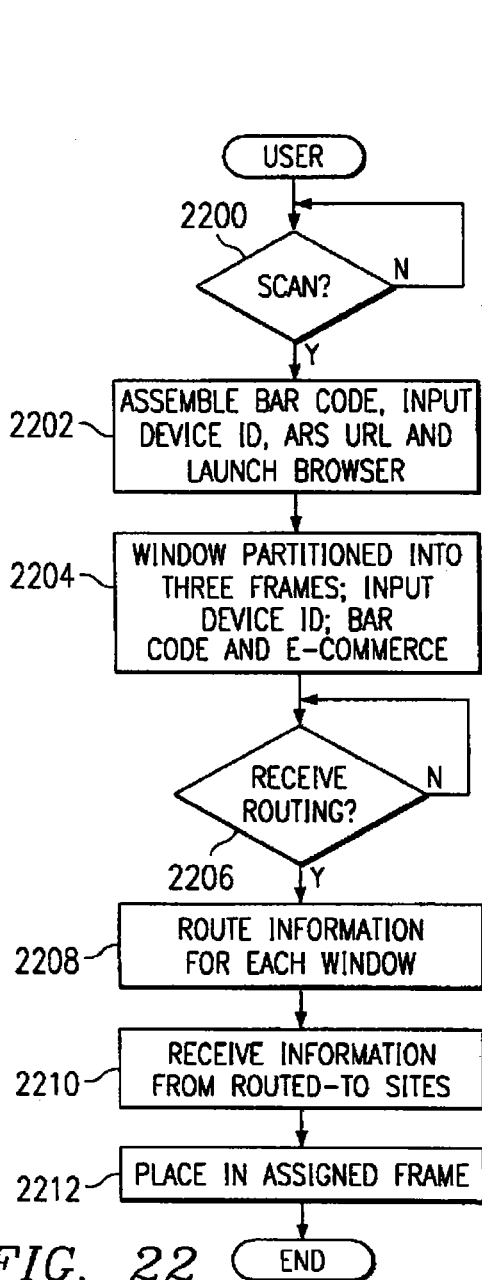 USER
2200
SCAN?
N
Y
2202
ASSEMBLE BAR CODE, INPUT
DEVICE ID, ARS URL AND
LAUNCH BROWSER
2204
WINDOW PARTITIONED INTO
THREE FRAMES; INPUT
DEVICE ID; BAR
CODE AND E-COMMERCE
RECEIVE
ROUTING?
N
2206
Y
2208
ROUTE INFORMATION
FOR EACH WINDOW
2210
RECEIVE INFORMATION
FROM ROUTED-TO SITES
2212
PLACE IN ASSIGNED FRAME
FIG. 22
END